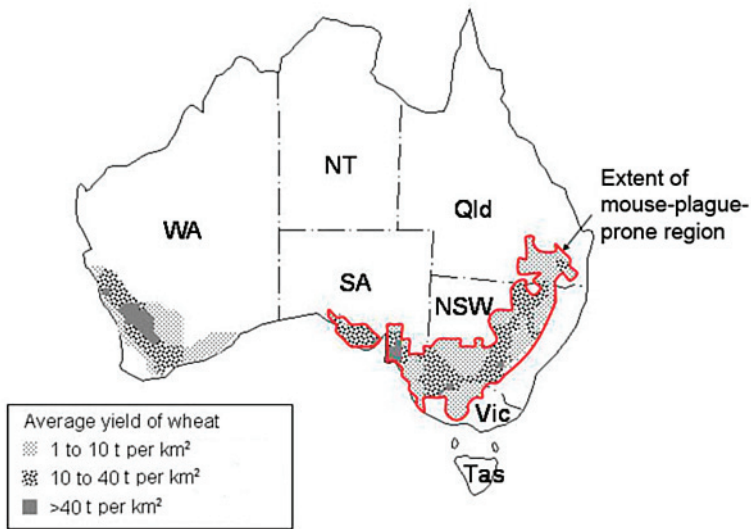 NT
Qld
WA
SA
NSW
Vic
Tas
Extent of
mouse-plague-
prone region
Average yield of wheat
1 to 10 t per km²
10 to 40 t per km²
>40 t per km²